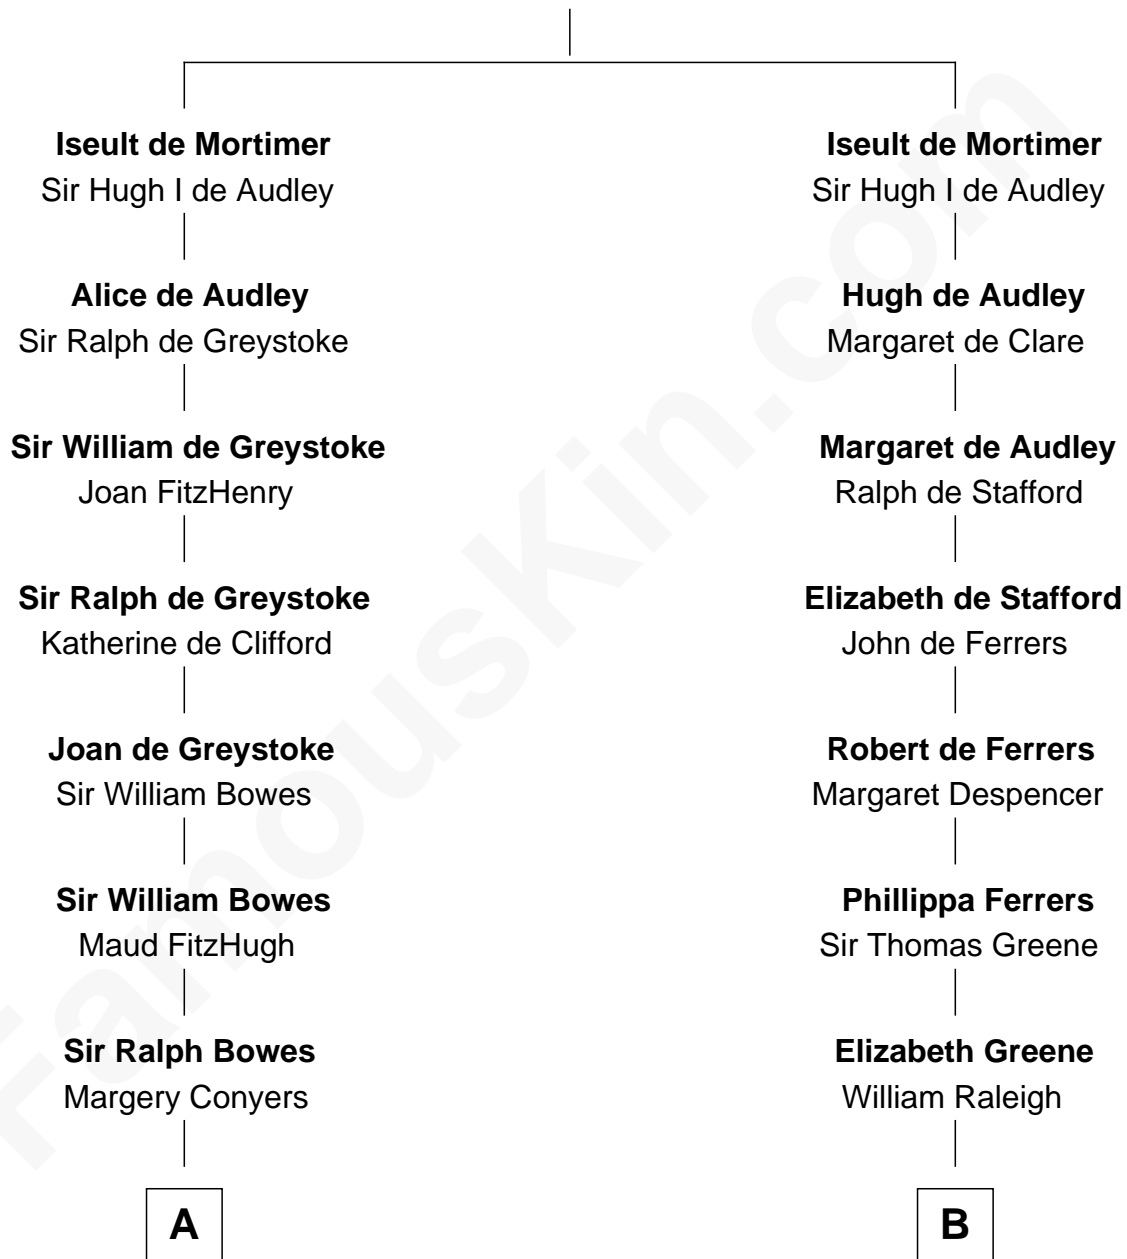 Iseult de Mortimer
Sir Hugh I de Audley
Alice de Audley
Sir Ralph de Greystoke
Sir William de Greystoke
Joan FitzHenry
Sir Ralph de Greystoke
Katherine de Clifford
Joan de Greystoke
Sir William Bowes
Sir William Bowes
Maud FitzHugh
Sir Ralph Bowes
Margery Conyers
A
Iseult de Mortimer
Sir Hugh I de Audley
Hugh de Audley
Margaret de Clare
Margaret de Audley
Ralph de Stafford
Elizabeth de Stafford
John de Ferrers
Robert de Ferrers
Margaret Despencer
Phillippa Ferrers
Sir Thomas Greene
Elizabeth Greene
William Raleigh
B
FamousKin.com